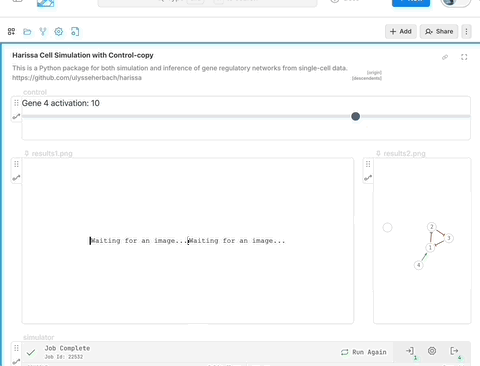 Add
Share
Harissa Cell Simulation with Control-copy
This is a Python package for both simulation and inference of gene regulatory networks from single-cell data.
https://github.com/ulysseherbach/harissa
[origin]
[descendents]
control
Gene 4 activation: 10
results1.png
results2.png
Waiting for an image...Waiting for an image...
2
3
1
4
simulator
Job Complete
Job Id: 22532
Run Again
1
4